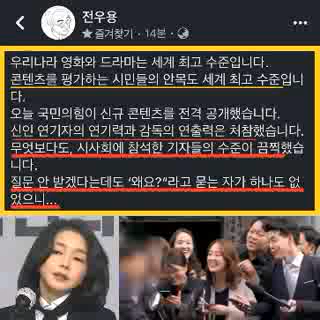 전우용
★ 즐겨찾기 · 14분 ·
우리나라 영화와 드라마는 세계 최고 수준입니다.
콘텐츠를 평가하는 시민들의 안목도 세계 최고 수준입니
다.
오늘 국민의힘이 신규 콘텐츠를 전격 공개했습니다.
신인 연기자의 연기력과 감독의 연출력은 처참했습니다.
무엇보다도, 시사회에 참석한 기자들의 수준이 끔찍했습
니다.
질문 안 받겠다는데도 '왜요?"라고 묻는 자가 하나도 없
었으니...